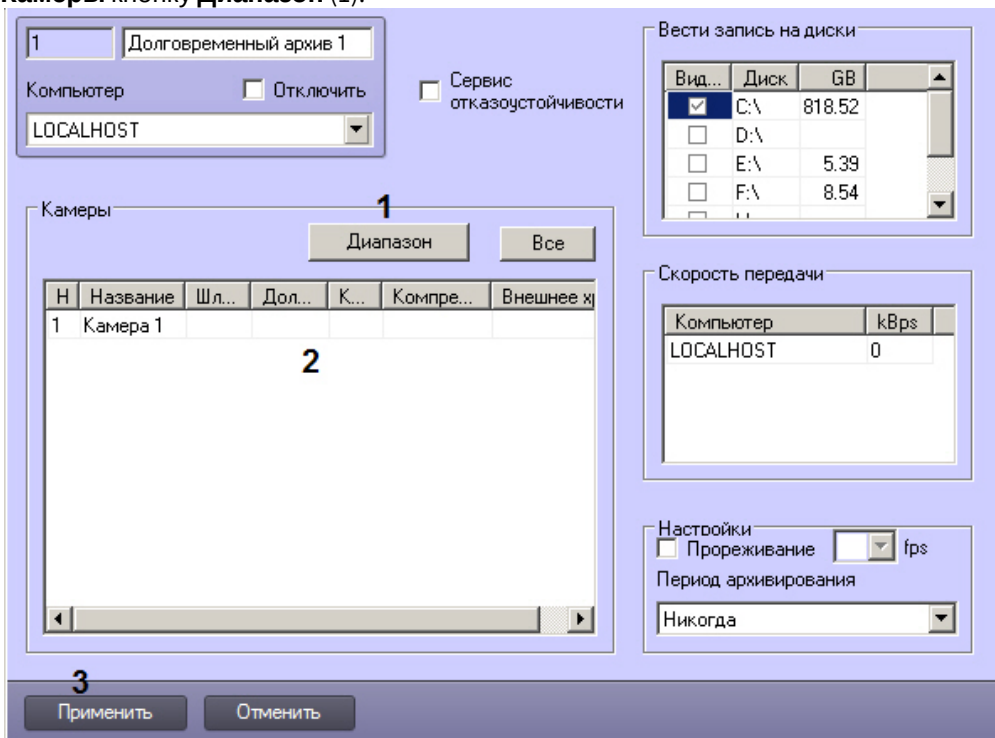 Камеры кнопку Диапазон (1).
1
Долговременный архив 1
Компьютер
Отключить
LOCALHOST
Сервис
отказоустойчивости
Вести запись на диски
Вид... Диск GB
C:\ 818.52
D:\
E:\ 5.39
F:\ 8.54
Камеры
1
Диапазон
Все
Н Название Шл... Дол... К... Компре... Внешнее х
1 Камера 1
2
Скорость передачи
Компьютер kBps
LOCALHOST 0
Настройки
Прореживание fps
Период архивирования
Никогда
3
Применить
Отменить